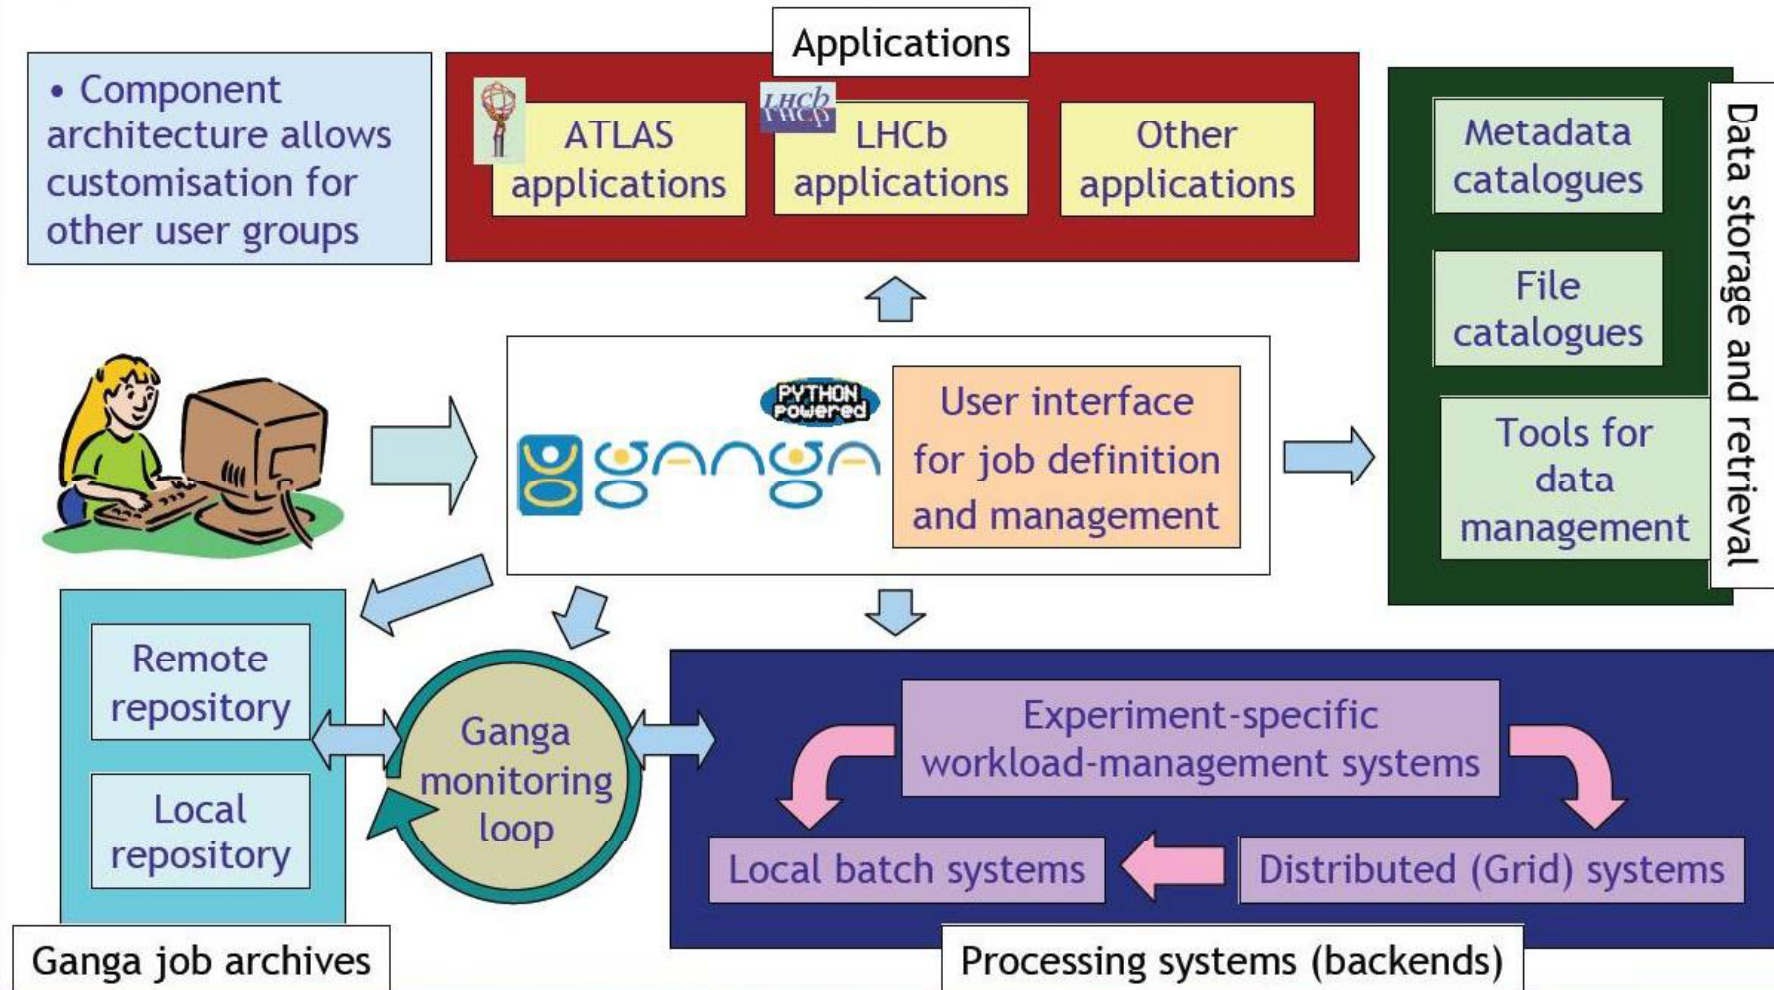 Applications
• Component
architecture allows
customisation for
other user groups
LHCb
ATLAS
applications
LHCb
applications
Other
applications
Metadata
catalogues
File
catalogues
Tools for
data
management
Data storage and retrieval
PYTHON
powered
ganga
User interface
for job definition
and management
Remote
repository
Local
repository
Ganga job archives
Ganga
monitoring
loop
Experiment-specific
workload-management systems
Local batch systems
Distributed (Grid) systems
Processing systems (backends)